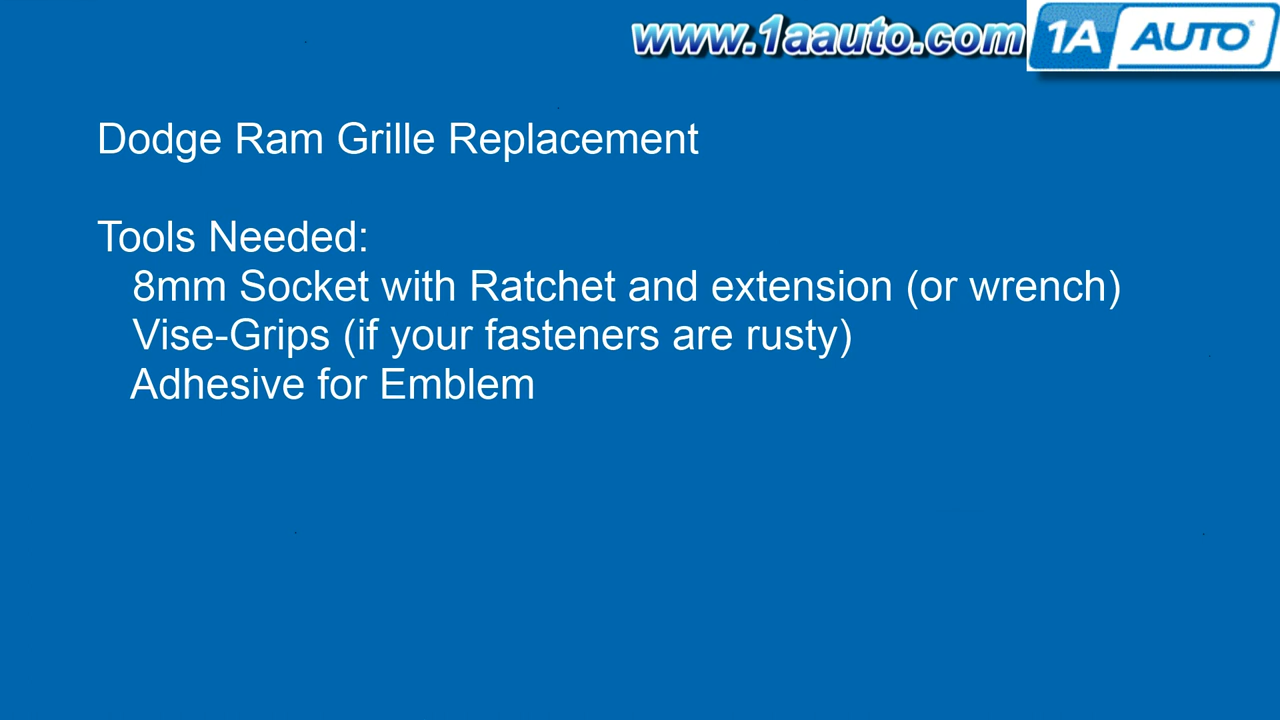 www.1aauto.com 1A AUTO
Dodge Ram Grille Replacement
Tools Needed:
8mm Socket with Ratchet and extension (or wrench)
Vise-Grips (if your fasteners are rusty)
Adhesive for Emblem